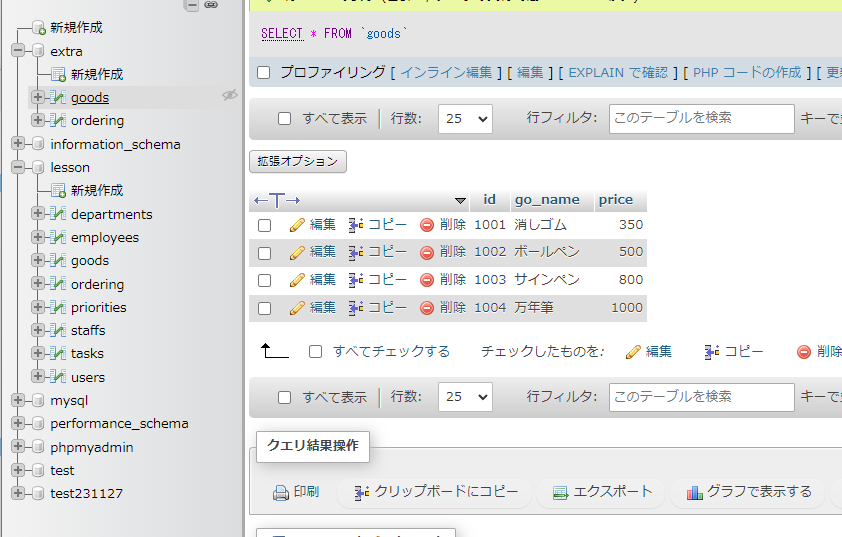 新規作成
extra
新規作成
goods
ordering
information_schema
lesson
新規作成
departments
employees
goods
ordering
priorities
staffs
tasks
users
mysql
performance_schema
phpmyadmin
test
test231127
SELECT * FROM `goods`
プロファイリング [ インライン編集 ] [ 編集 ] [ EXPLAIN で確認 ] [ PHP コードの作成 ] [ 更新
すべて表示 行数: 25 行フィルタ: このテーブルを検索 キーで
拡張オプション
id go_name price
編集 コピー 削除 1001 消しゴム 350
編集 コピー 削除 1002 ボールペン 500
編集 コピー 削除 1003 サインペン 800
編集 コピー 削除 1004 万年筆 1000
すべてチェックする チェックしたものを: 編集 コピー 削除
すべて表示 行数: 25 行フィルタ: このテーブルを検索 キーで
クエリ結果操作
印刷 クリップボードにコピー エクスポート グラフで表示する